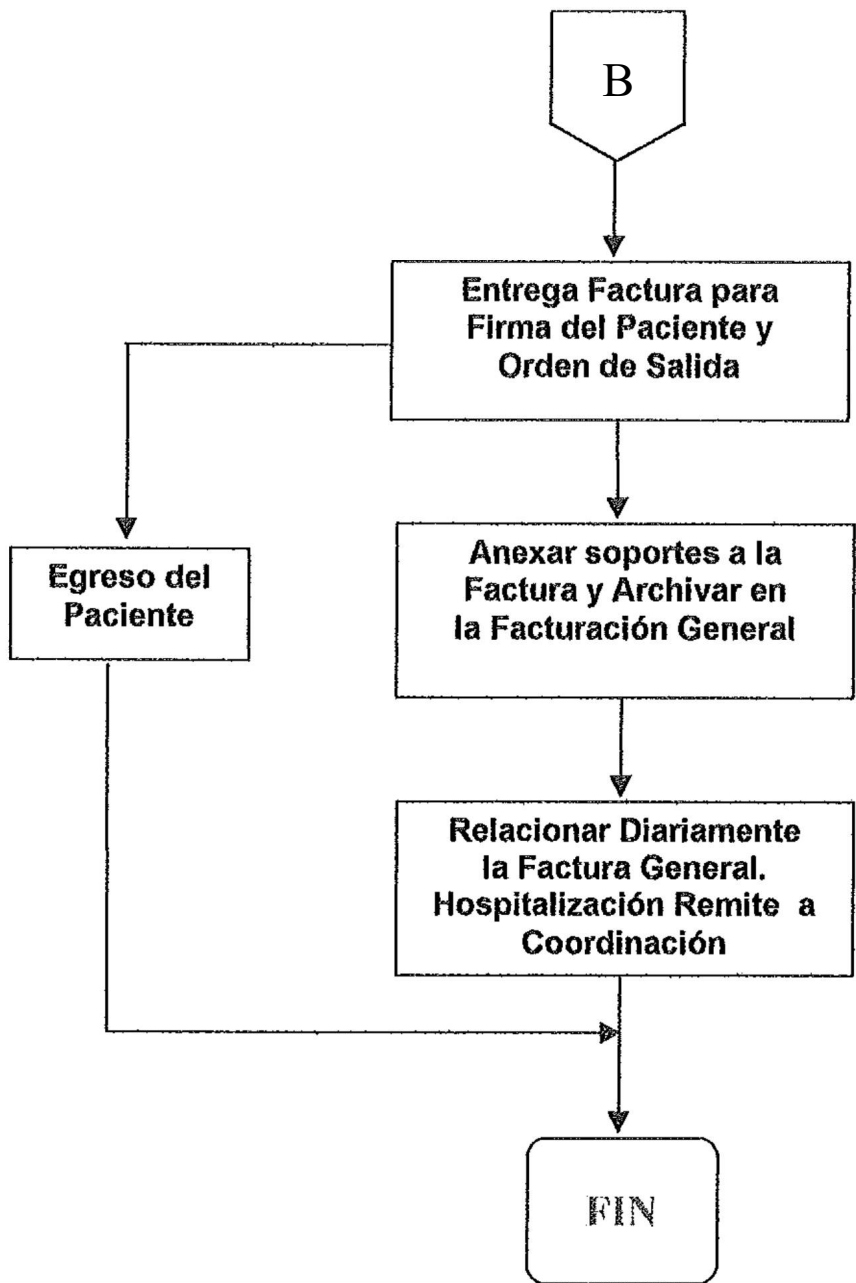 B
Entrega Factura para
Firma del Paciente y
Orden de Salida
Egreso del
Paciente
Anexar soportes a la
Factura y Archivar en
la Facturación General
Relacionar Diariamente
la Factura General.
Hospitalización Remite a
Coordinación
FIN